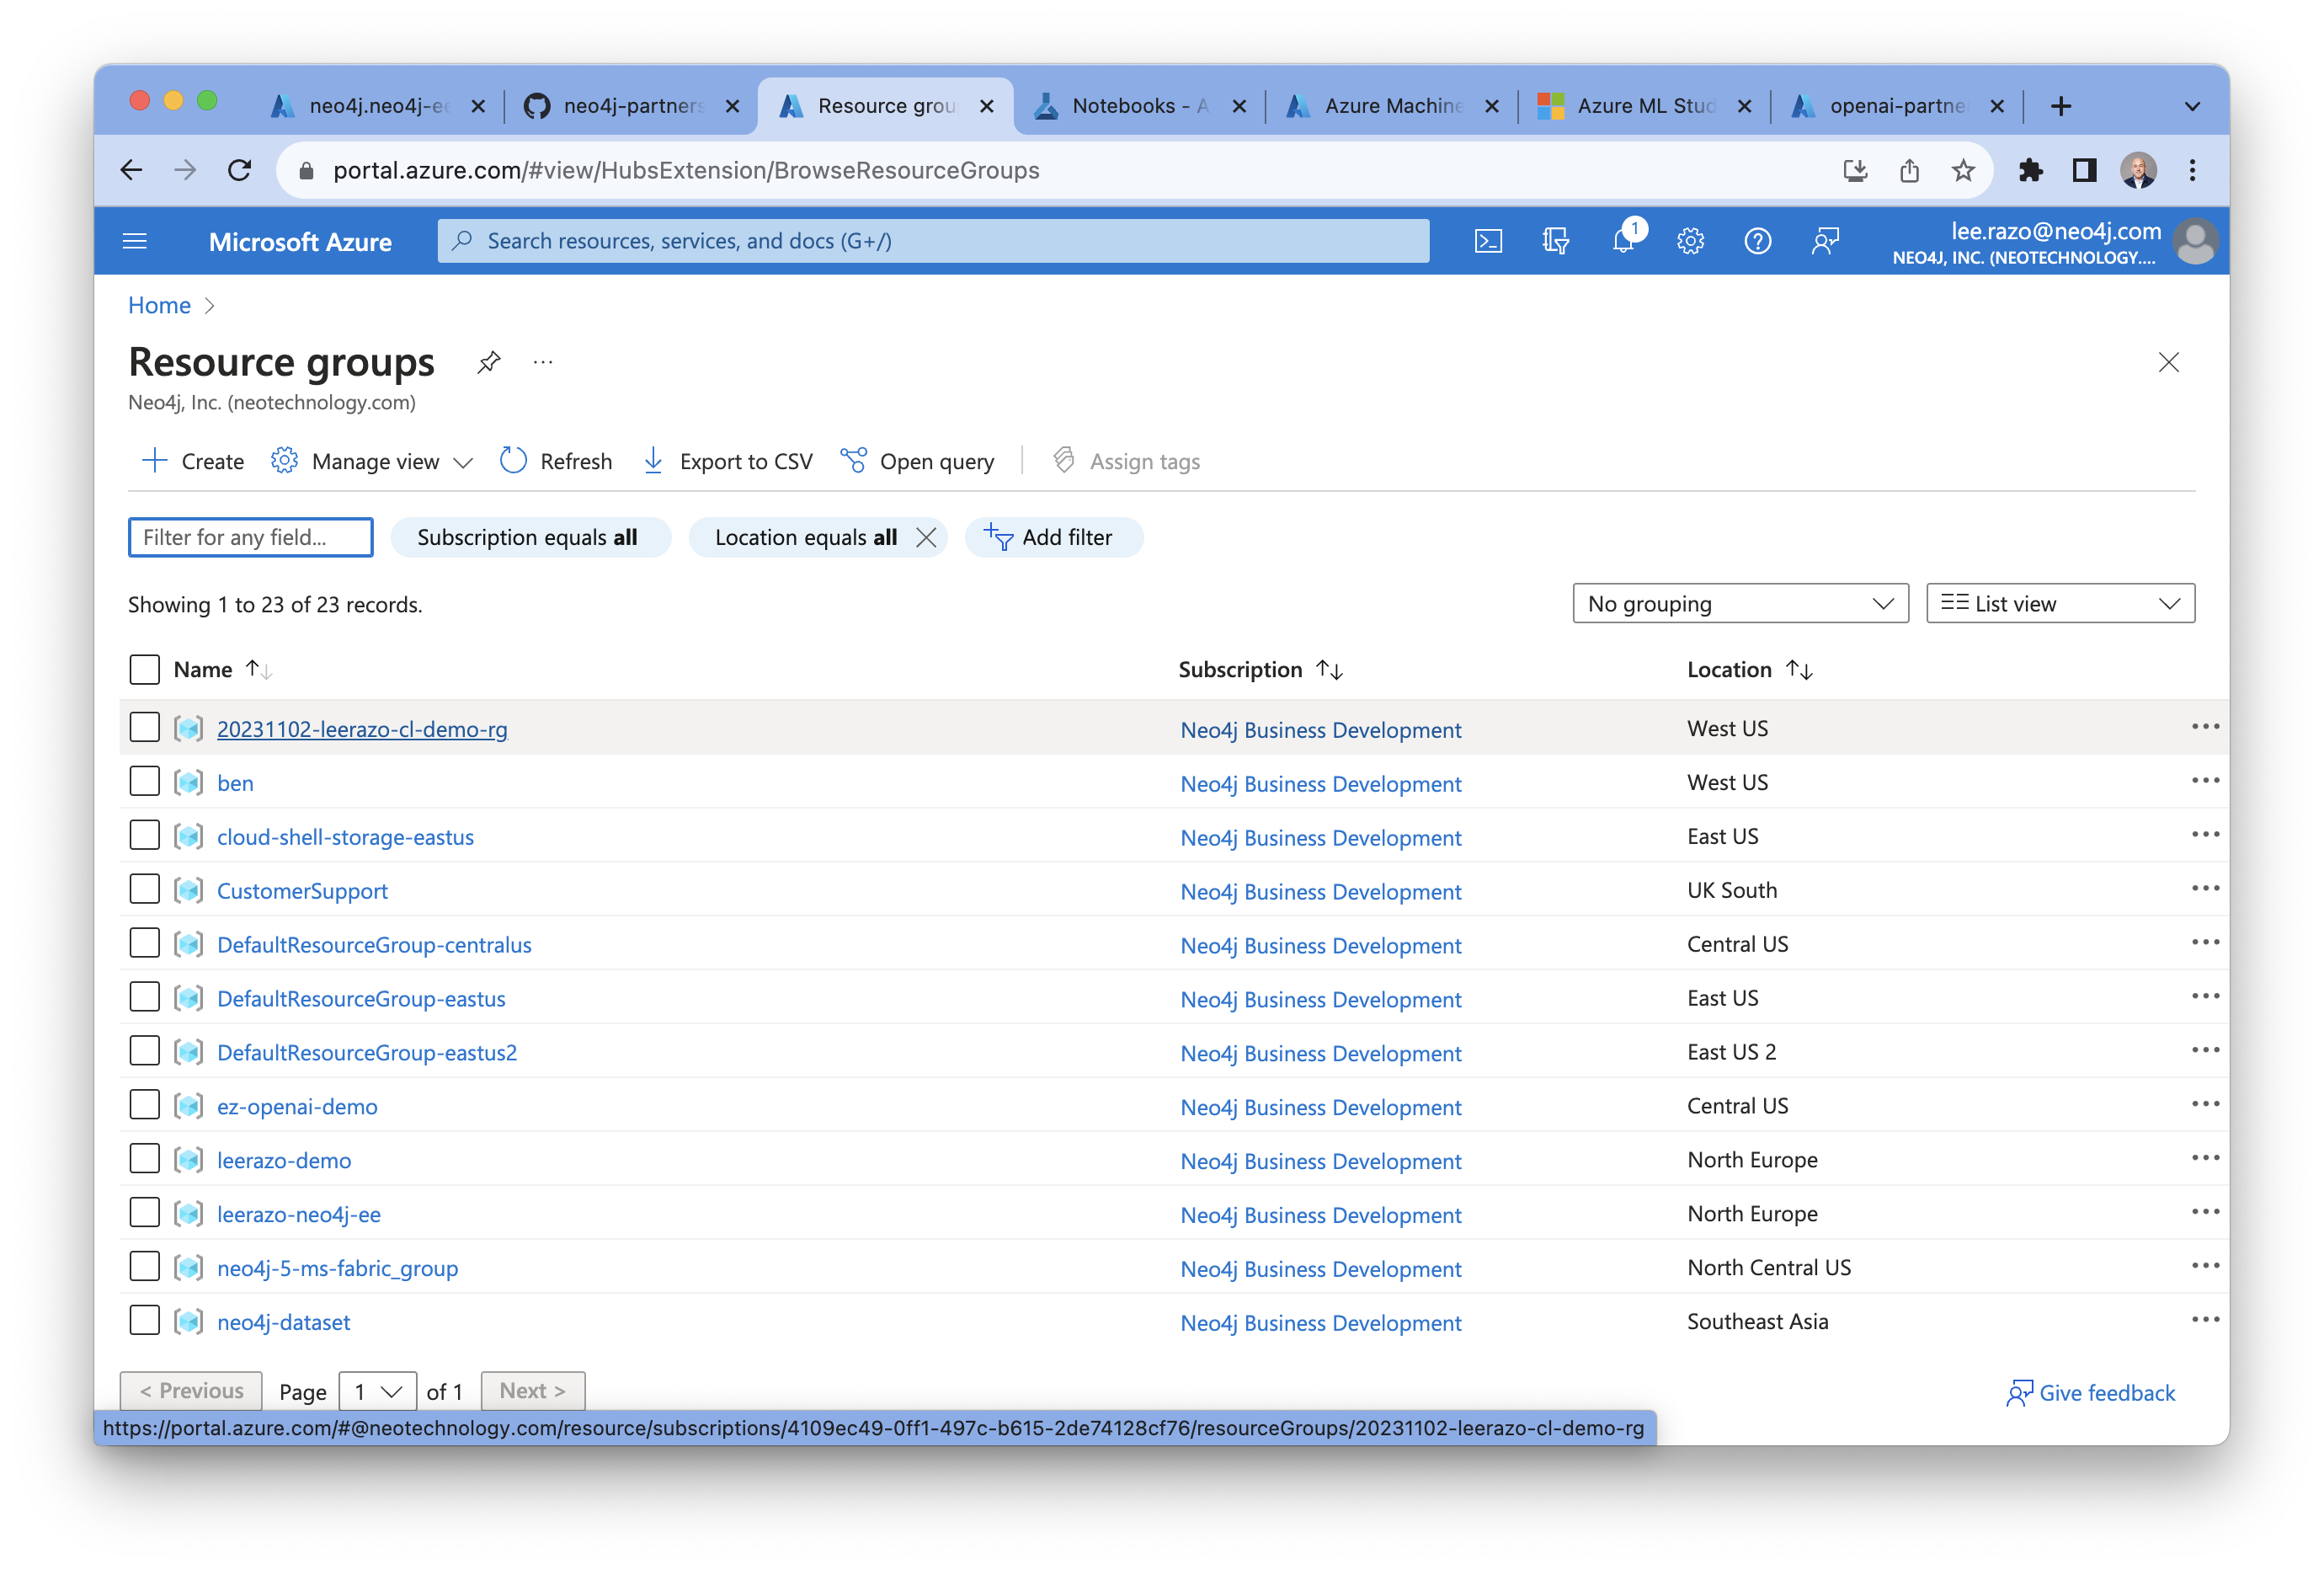 neo4j.neo4j-ee
neo4j-partners
Resource grou
Notebooks - A
Azure Machine
Azure ML Stud
openai-partne
portal.azure.com/#view/HubsExtension/BrowseResourceGroups
Microsoft Azure
Search resources, services, and docs (G+/)
1
lee.razo@neo4j.com
NEO4J, INC. (NEOTECHNOLOGY....
Home >
Resource groups
Neo4j, Inc. (neotechnology.com)
Create Manage view Refresh Export to CSV Open query Assign tags
Filter for any field... Subscription equals all Location equals all Add filter
Showing 1 to 23 of 23 records. No grouping List view
Name Subscription Location
20231102-leerazo-cl-demo-rg Neo4j Business Development West US
ben Neo4j Business Development West US
cloud-shell-storage-eastus Neo4j Business Development East US
CustomerSupport Neo4j Business Development UK South
DefaultResourceGroup-centralus Neo4j Business Development Central US
DefaultResourceGroup-eastus Neo4j Business Development East US
DefaultResourceGroup-eastus2 Neo4j Business Development East US 2
ez-openai-demo Neo4j Business Development Central US
leerazo-demo Neo4j Business Development North Europe
leerazo-neo4j-ee Neo4j Business Development North Europe
neo4j-5-ms-fabric_group Neo4j Business Development North Central US
neo4j-dataset Neo4j Business Development Southeast Asia
< Previous Page 1 of 1 Next > Give feedback
https://portal.azure.com/#@neotechnology.com/resource/subscriptions/4109ec49-0ff1-497c-b615-2de74128cf76/resourceGroups/20231102-leerazo-cl-demo-rg